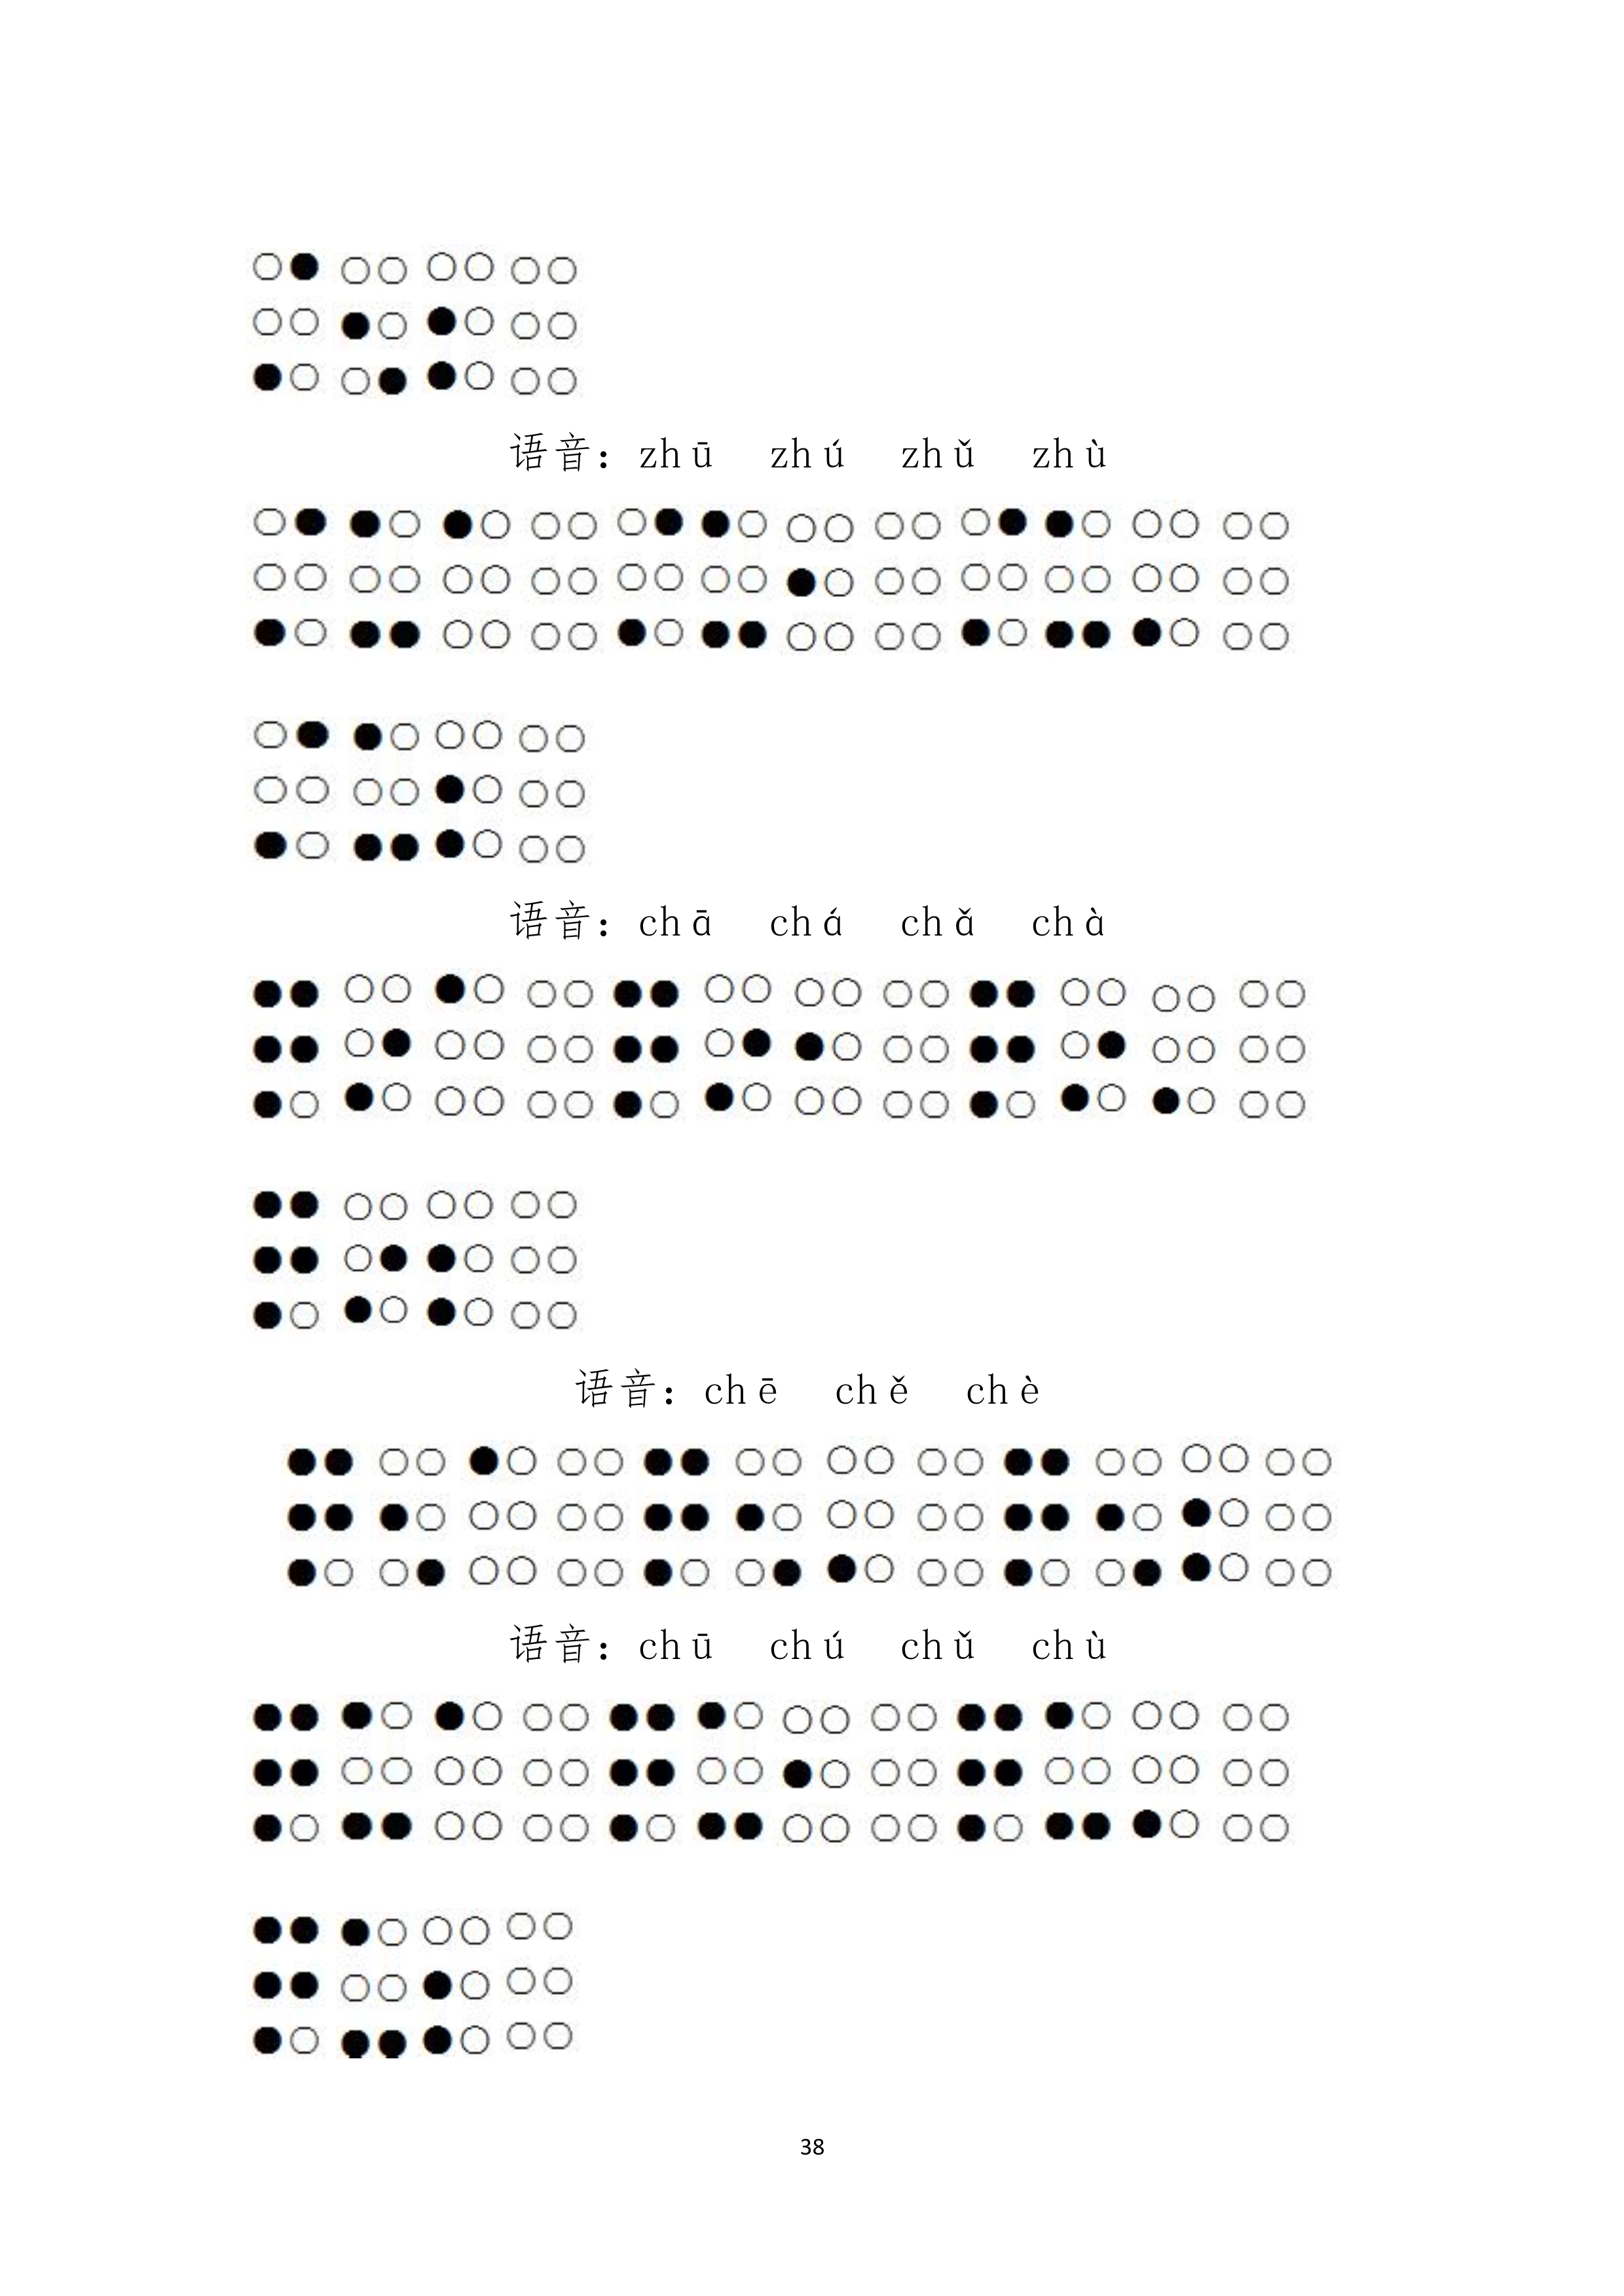 语音：zhū zhú zhǔ zhù
语音：chā chá chǎ chà
语音：chē chě chè
语音：chū chú chǔ chù
38